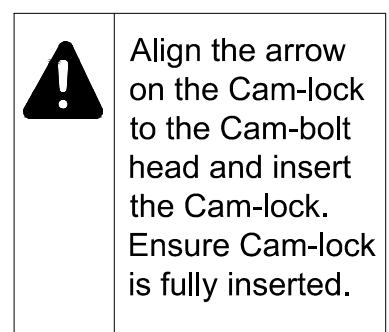 Align the arrow
on the Cam-lock
to the Cam-bolt
head and insert
the Cam-lock.
Ensure Cam-lock
is fully inserted.